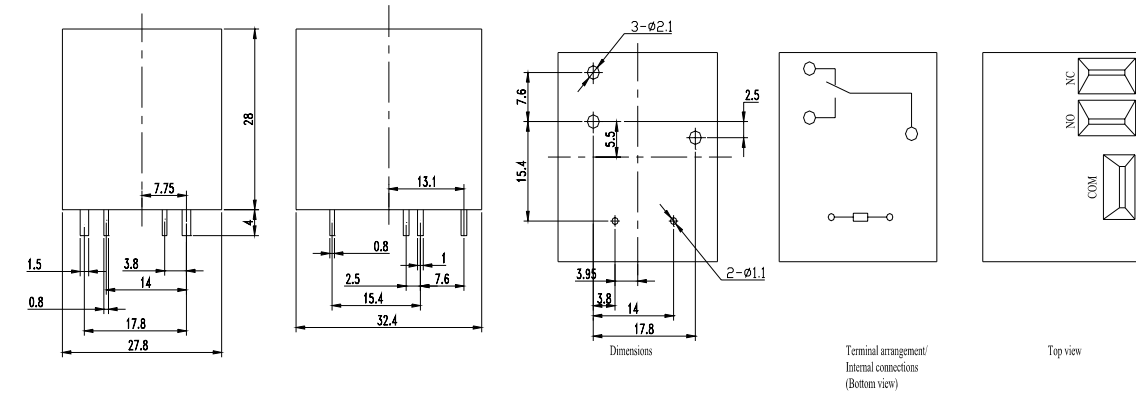 7.75
28
4
1.5
3.8
14
0.8
17.8
27.8
13.1
0.8
1
2.5
7.6
15.4
32.4
3-Ø2.1
7.6
2.5
5.5
15.4
2-Ø1.1
3.95
3.8
14
17.8
Dimensions
Terminal arrangement/
Internal connections
(Bottom view)
NC
NO
COM
Top view